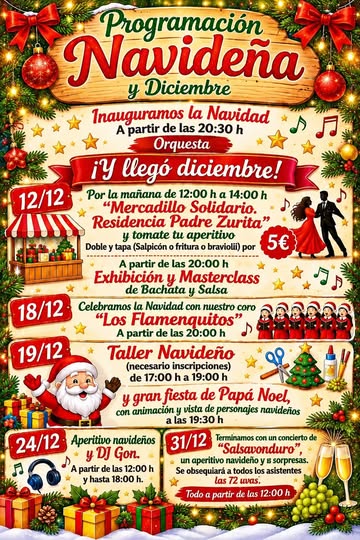 Programación
Navideña
y Diciembre
Inauguramos la Navidad
A partir de las 20:30 h
Orquesta
¡Y llegó diciembre!
12/12
Por la mañana de 12:00 h a 14:00 h
"Mercadillo Solidario.
Residencia Padre Zurita"
y tomate tu aperitivo
Doble y tapa (Salpicón o fritura o braviolii) por
5€
A partir de las 20:00 h
Exhibición y Masterclass
de Bachata y Salsa
18/12
Celebramos la Navidad con nuestro coro
"Los Flamenquitos"
A partir de las 20:00 h
19/12
Taller Navideño
(necesario inscripciones)
de 17:00 h a 19:00 h
y gran fiesta de Papá Noel,
con animación y vista de personajes navideños
a las 19:30 h
24/12
Aperitivo navideños
y DJ Gon.
A partir de las 12:00 h
y hasta 18:00 h.
31/12
Terminamos con un concierto de
"Salsavonduro",
un aperitivo navideño y a sorpresas.
Se obsequiará a todos los asistentes
las 72 uvas.
Todo a partir de las 12:00 h